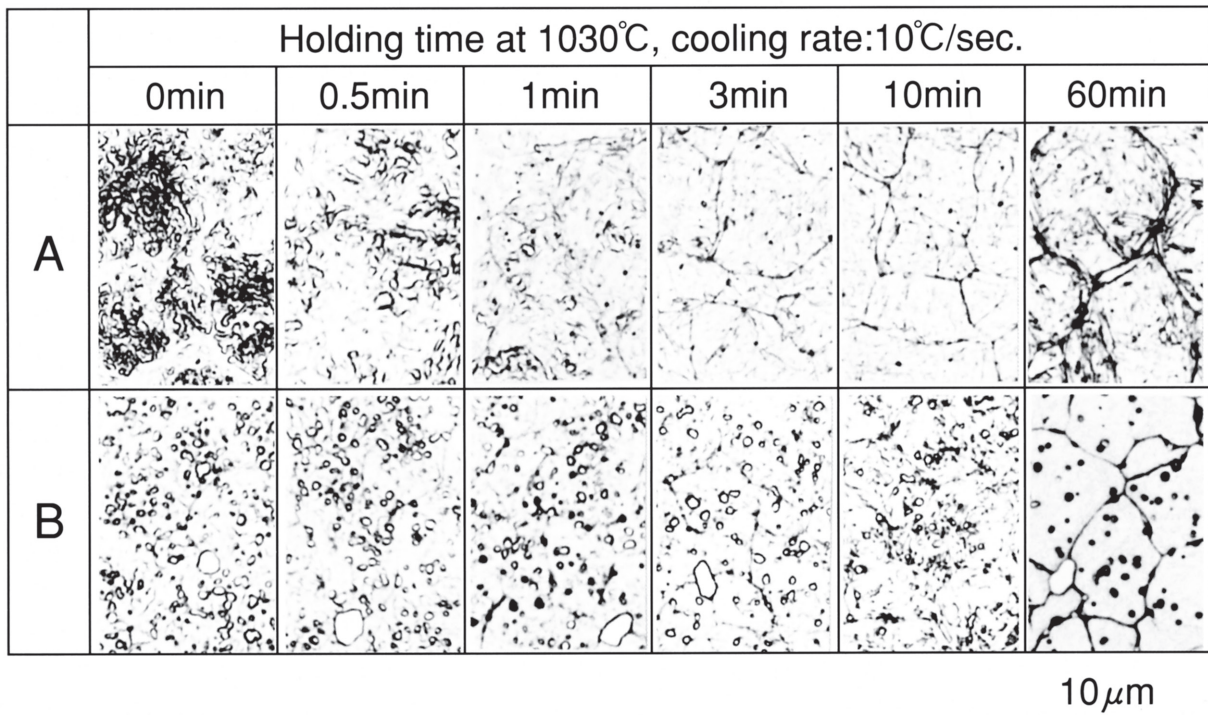 Holding time at 1030℃, cooling rate:10℃/sec.
0min 0.5min 1min 3min 10min 60min
A
B
10μm